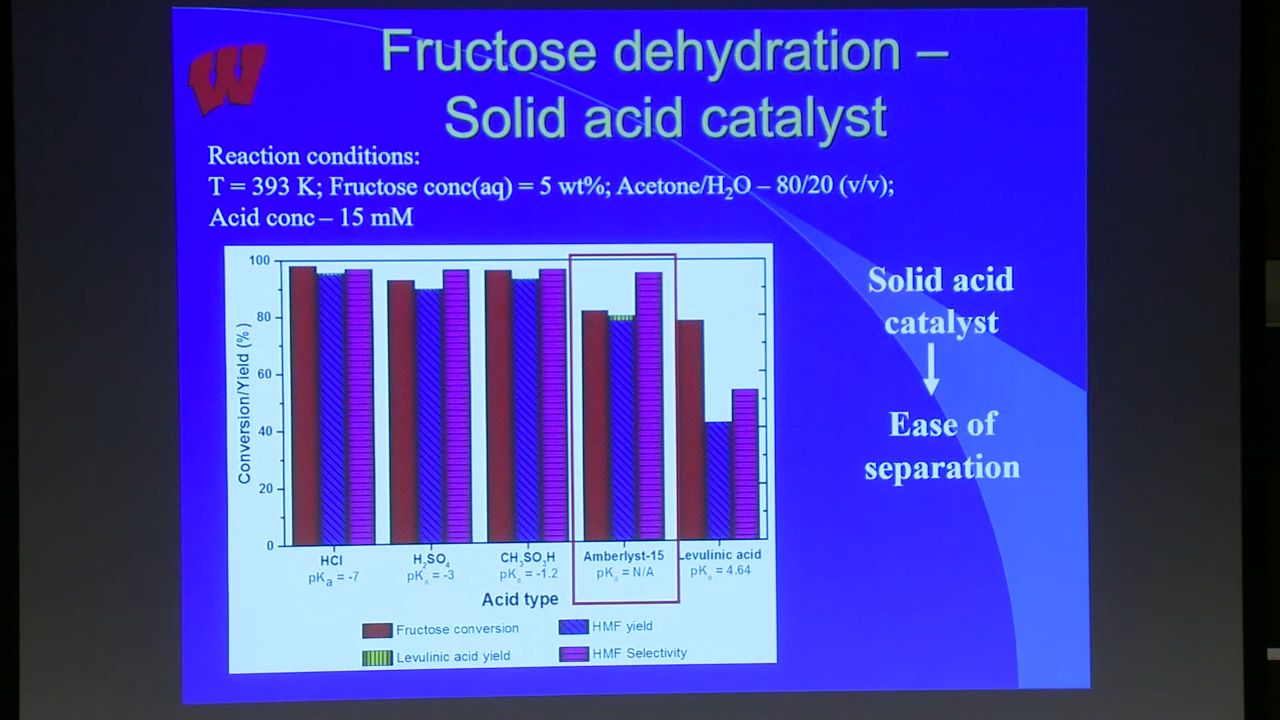 W
Fructose dehydration –
Solid acid catalyst
Reaction conditions:
T = 393 K; Fructose conc(aq) = 5 wt%; Acetone/H₂O – 80/20 (v/v);
Acid conc – 15 mM
Solid acid
catalyst
Ease of
separation
Conversion/Yield (%)
100
80
60
40
20
0
HCl
pKₐ = -7
H₂SO₄
pKₐ = -3
CH₃SO₃H
pKₐ = -1.2
Amberlyst-15
pKₐ = N/A
Levulinic acid
pKₐ = 4.64
Acid type
Fructose conversion
HMF yield
Levulinic acid yield
HMF Selectivity